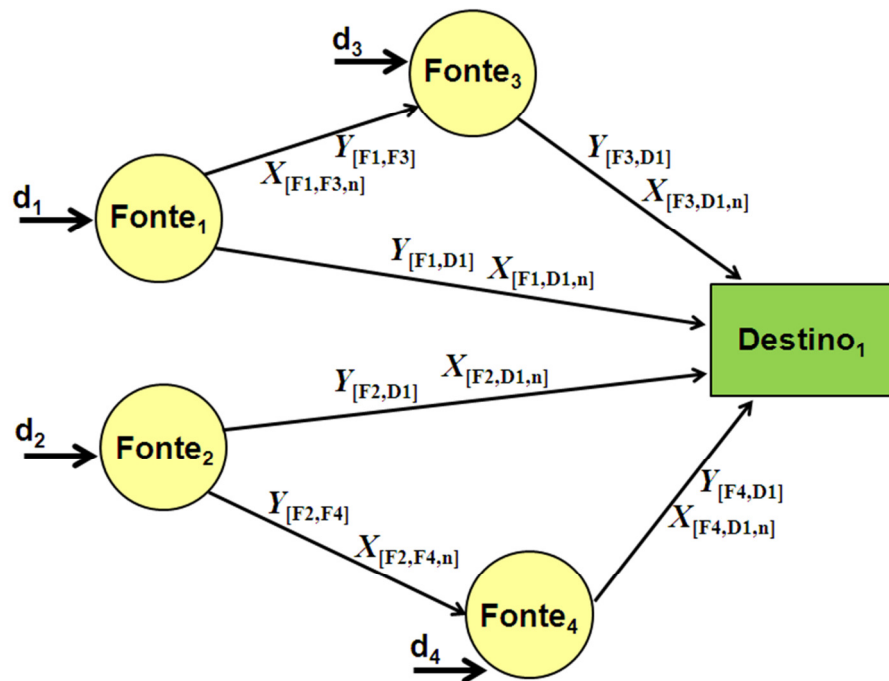 d₃
Fonte₃
Y[F1,F3]
X[F1,F3,n]
Y[F3,D1]
X[F3,D1,n]
d₁
Fonte₁
Y[F1,D1] X[F1,D1,n]
Destino₁
Y[F2,D1] X[F2,D1,n]
d₂
Fonte₂
Y[F2,F4]
X[F2,F4,n]
Y[F4,D1]
X[F4,D1,n]
Fonte₄
d₄